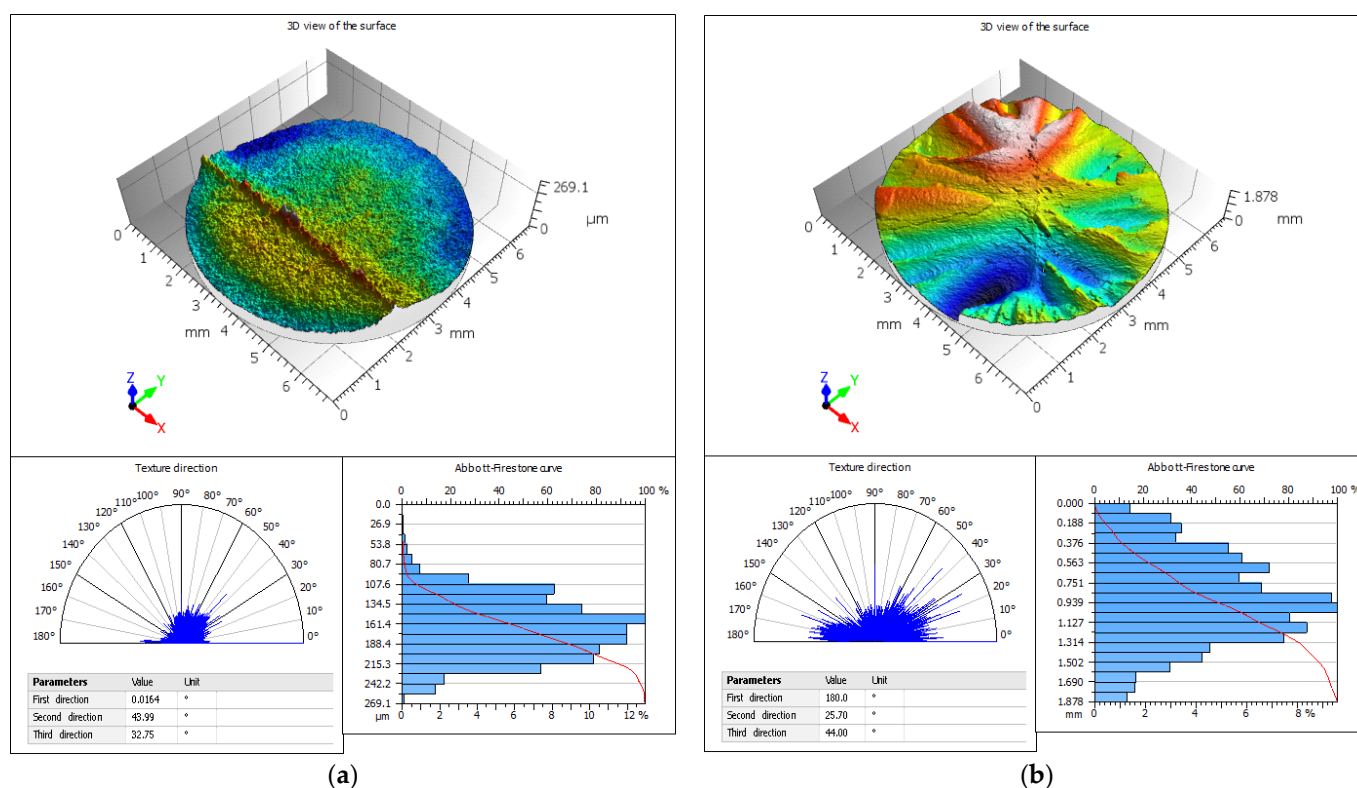 3D view of the surface
269.1
0
µm
0
1
2
3
4
5
6
mm
0
1
2
3
4
5
6
mm
Z
Y
X
Texture direction
0°
10°
20°
30°
40°
50°
60°
70°
80°
90°
100°
110°
120°
130°
140°
150°
160°
170°
180°
Parameters Value Unit
First direction 0.0164 °
Second direction 43.99 °
Third direction 32.75 °
Abbott-Firestone curve
0 20 40 60 80 100 %
0.0
26.9
53.8
80.7
107.6
134.5
161.4
188.4
215.3
242.2
269.1
µm 0 2 4 6 8 10 12 %
(a)
3D view of the surface
1.878
0
mm
0
1
2
3
4
5
6
mm
0
1
2
3
4
5
6
mm
Z
Y
X
Texture direction
0°
10°
20°
30°
40°
50°
60°
70°
80°
90°
100°
110°
120°
130°
140°
150°
160°
170°
180°
Parameters Value Unit
First direction 180.0 °
Second direction 25.70 °
Third direction 44.00 °
Abbott-Firestone curve
0 20 40 60 80 100 %
0.000
0.188
0.376
0.563
0.751
0.939
1.127
1.314
1.502
1.690
1.878
mm 0 2 4 6 8 %
(b)